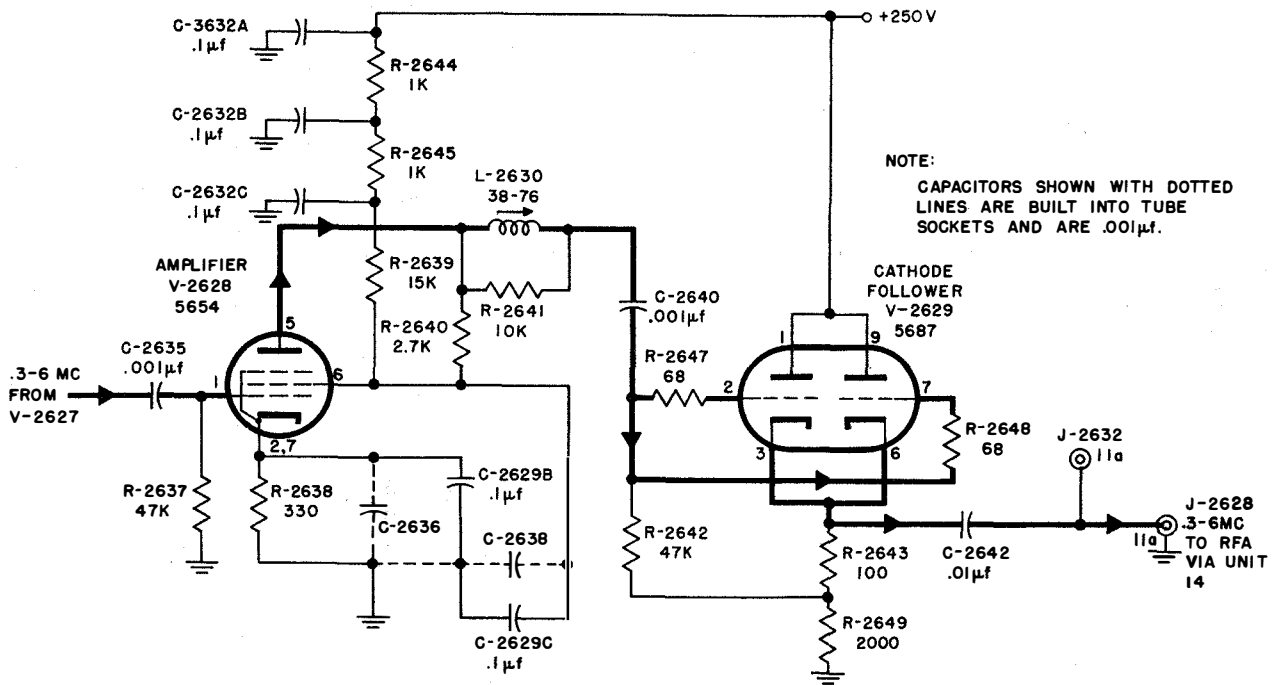 C-3632A
.1µf
+250V
R-2644
1K
C-2632B
.1µf
R-2645
1K
C-2632C
.1µf
L-2630
38-76
NOTE:
CAPACITORS SHOWN WITH DOTTED
LINES ARE BUILT INTO TUBE
SOCKETS AND ARE .001µf.
AMPLIFIER
V-2628
5654
5
R-2639
15K
R-2640
2.7K
R-2641
10K
C-2640
.001µf
CATHODE
FOLLOWER
V-2629
5687
1
9
C-2635
.001µf
.3-6 MC
FROM
V-2627
1
6
2,7
R-2647
68
2
7
3
6
R-2648
68
J-2632
11a
R-2637
47K
R-2638
330
C-2636
C-2629B
.1µf
C-2638
C-2629C
.1µf
R-2642
47K
R-2643
100
C-2642
.01µf
11a
J-2628
.3-6MC
TO RFA
VIA UNIT
14
R-2649
2000